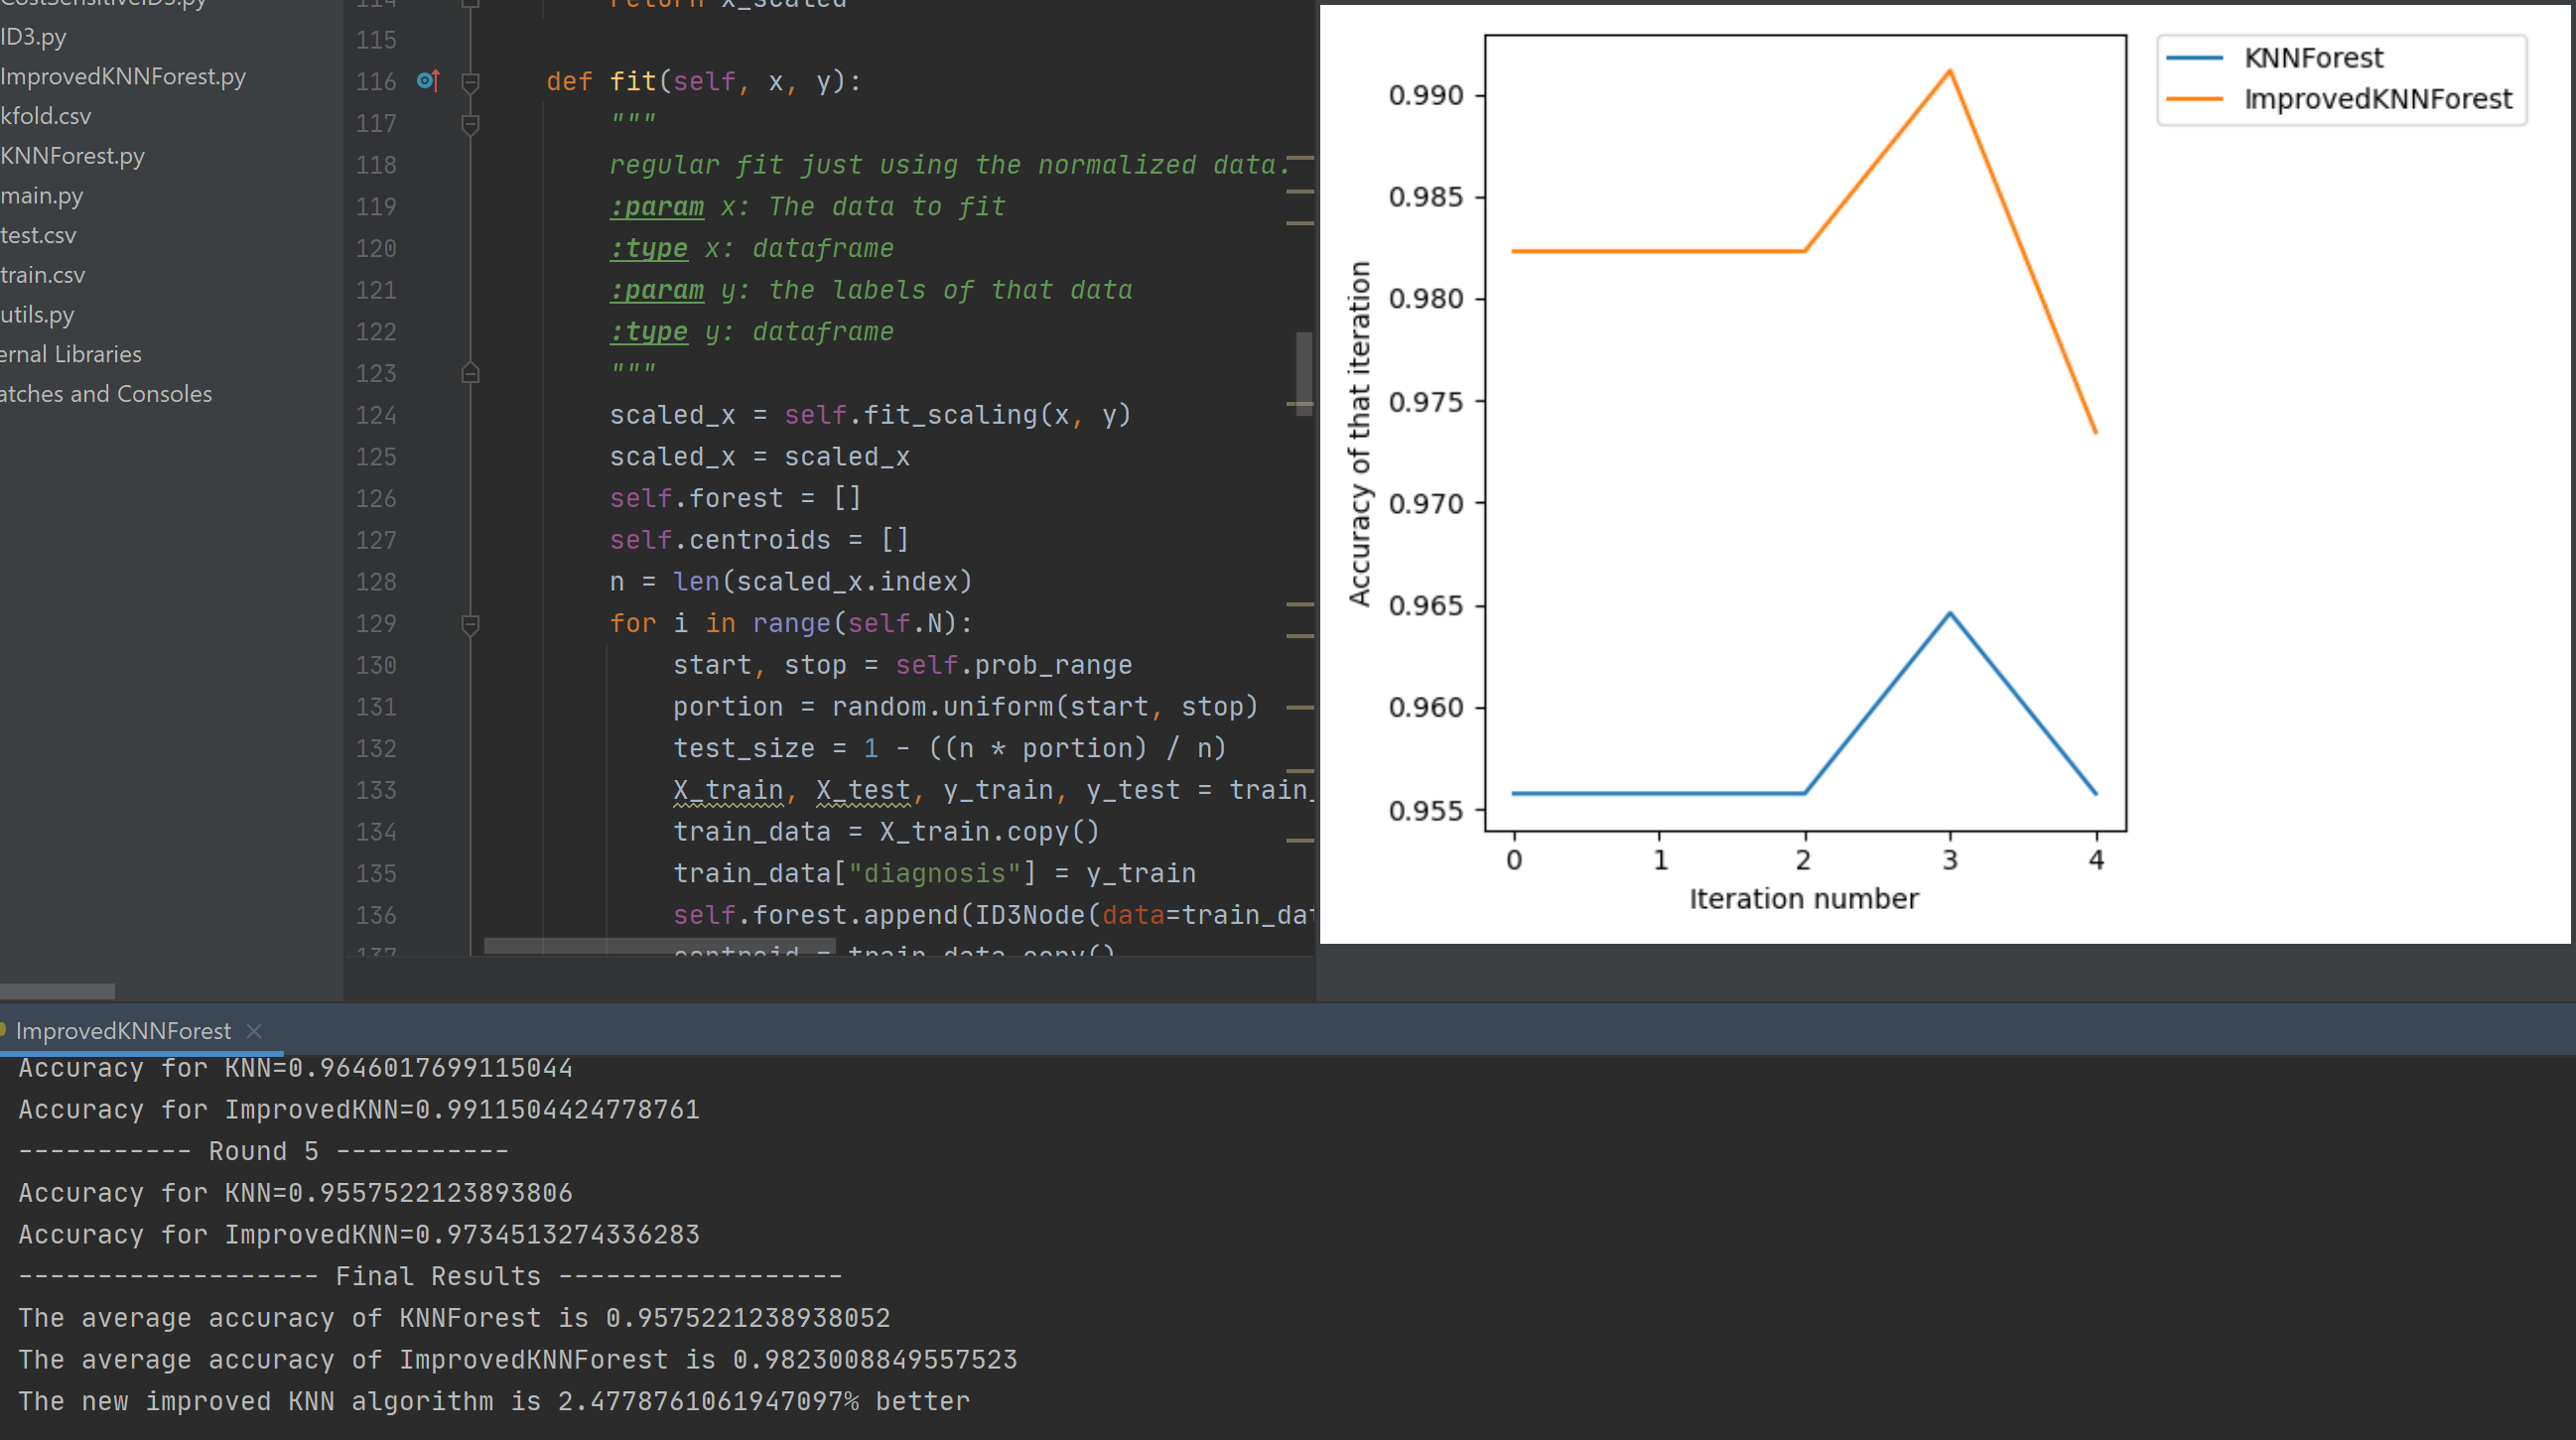 CostSensitiveID3.py
ID3.py
ImprovedKNNForest.py
kfold.csv
KNNForest.py
main.py
test.csv
train.csv
utils.py
ernal Libraries
atches and Consoles
114 return x_scaled
115
116 def fit(self, x, y):
117 """
118 regular fit just using the normalized data.
119 :param x: The data to fit
120 :type x: dataframe
121 :param y: the labels of that data
122 :type y: dataframe
123 """
124 scaled_x = self.fit_scaling(x, y)
125 scaled_x = scaled_x
126 self.forest = []
127 self.centroids = []
128 n = len(scaled_x.index)
129 for i in range(self.N):
130 start, stop = self.prob_range
131 portion = random.uniform(start, stop)
132 test_size = 1 - ((n * portion) / n)
133 X_train, X_test, y_train, y_test = train_
134 train_data = X_train.copy()
135 train_data["diagnosis"] = y_train
136 self.forest.append(ID3Node(data=train_dat
137 centroid = train_data.copy()
KNNForest
ImprovedKNNForest
Accuracy of that iteration
0.990
0.985
0.980
0.975
0.970
0.965
0.960
0.955
0 1 2 3 4
Iteration number
ImprovedKNNForest
Accuracy for KNN=0.9646017699115044
Accuracy for ImprovedKNN=0.9911504424778761
----------- Round 5 -----------
Accuracy for KNN=0.9557522123893806
Accuracy for ImprovedKNN=0.9734513274336283
------------------- Final Results ------------------
The average accuracy of KNNForest is 0.9575221238938052
The average accuracy of ImprovedKNNForest is 0.9823008849557523
The new improved KNN algorithm is 2.4778761061947097% better